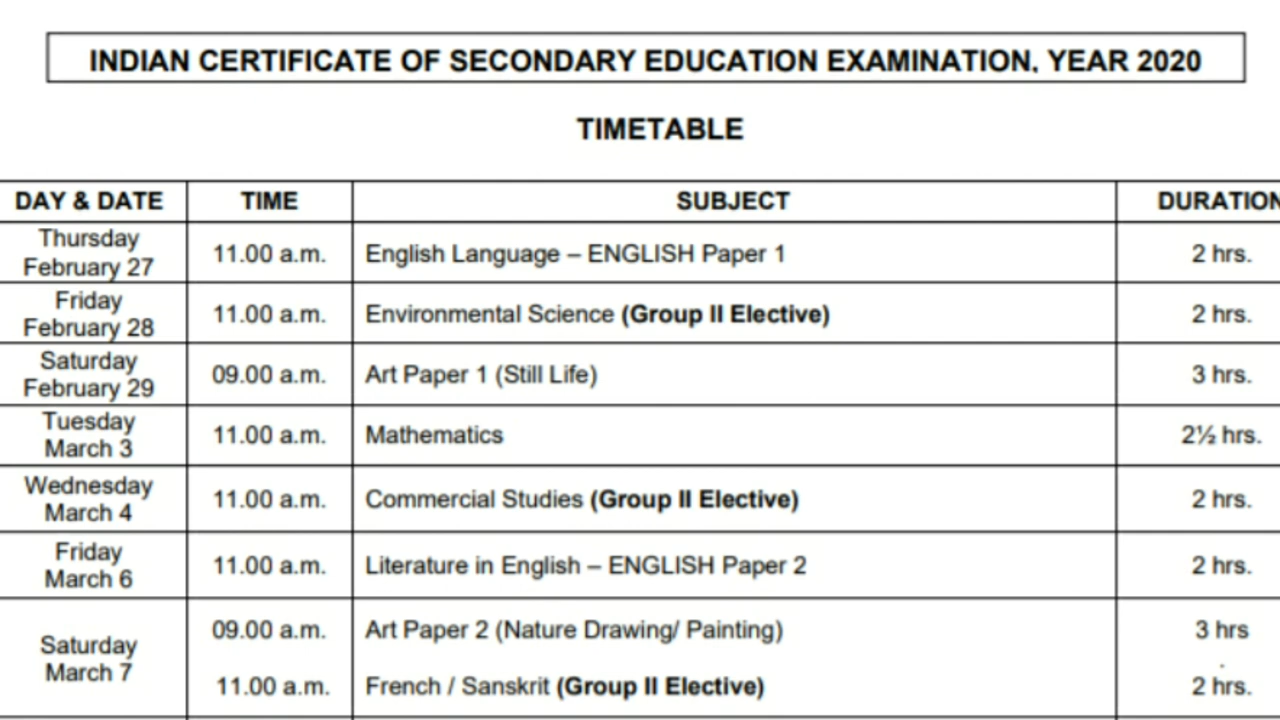 INDIAN CERTIFICATE OF SECONDARY EDUCATION EXAMINATION, YEAR 2020
TIMETABLE
DAY & DATE TIME SUBJECT DURATION
Thursday
February 27 11.00 a.m. English Language – ENGLISH Paper 1 2 hrs.
Friday
February 28 11.00 a.m. Environmental Science (Group II Elective) 2 hrs.
Saturday
February 29 09.00 a.m. Art Paper 1 (Still Life) 3 hrs.
Tuesday
March 3 11.00 a.m. Mathematics 2½ hrs.
Wednesday
March 4 11.00 a.m. Commercial Studies (Group II Elective) 2 hrs.
Friday
March 6 11.00 a.m. Literature in English – ENGLISH Paper 2 2 hrs.
Saturday
March 7 09.00 a.m. Art Paper 2 (Nature Drawing/ Painting) 3 hrs
.
11.00 a.m. French / Sanskrit (Group II Elective) 2 hrs.